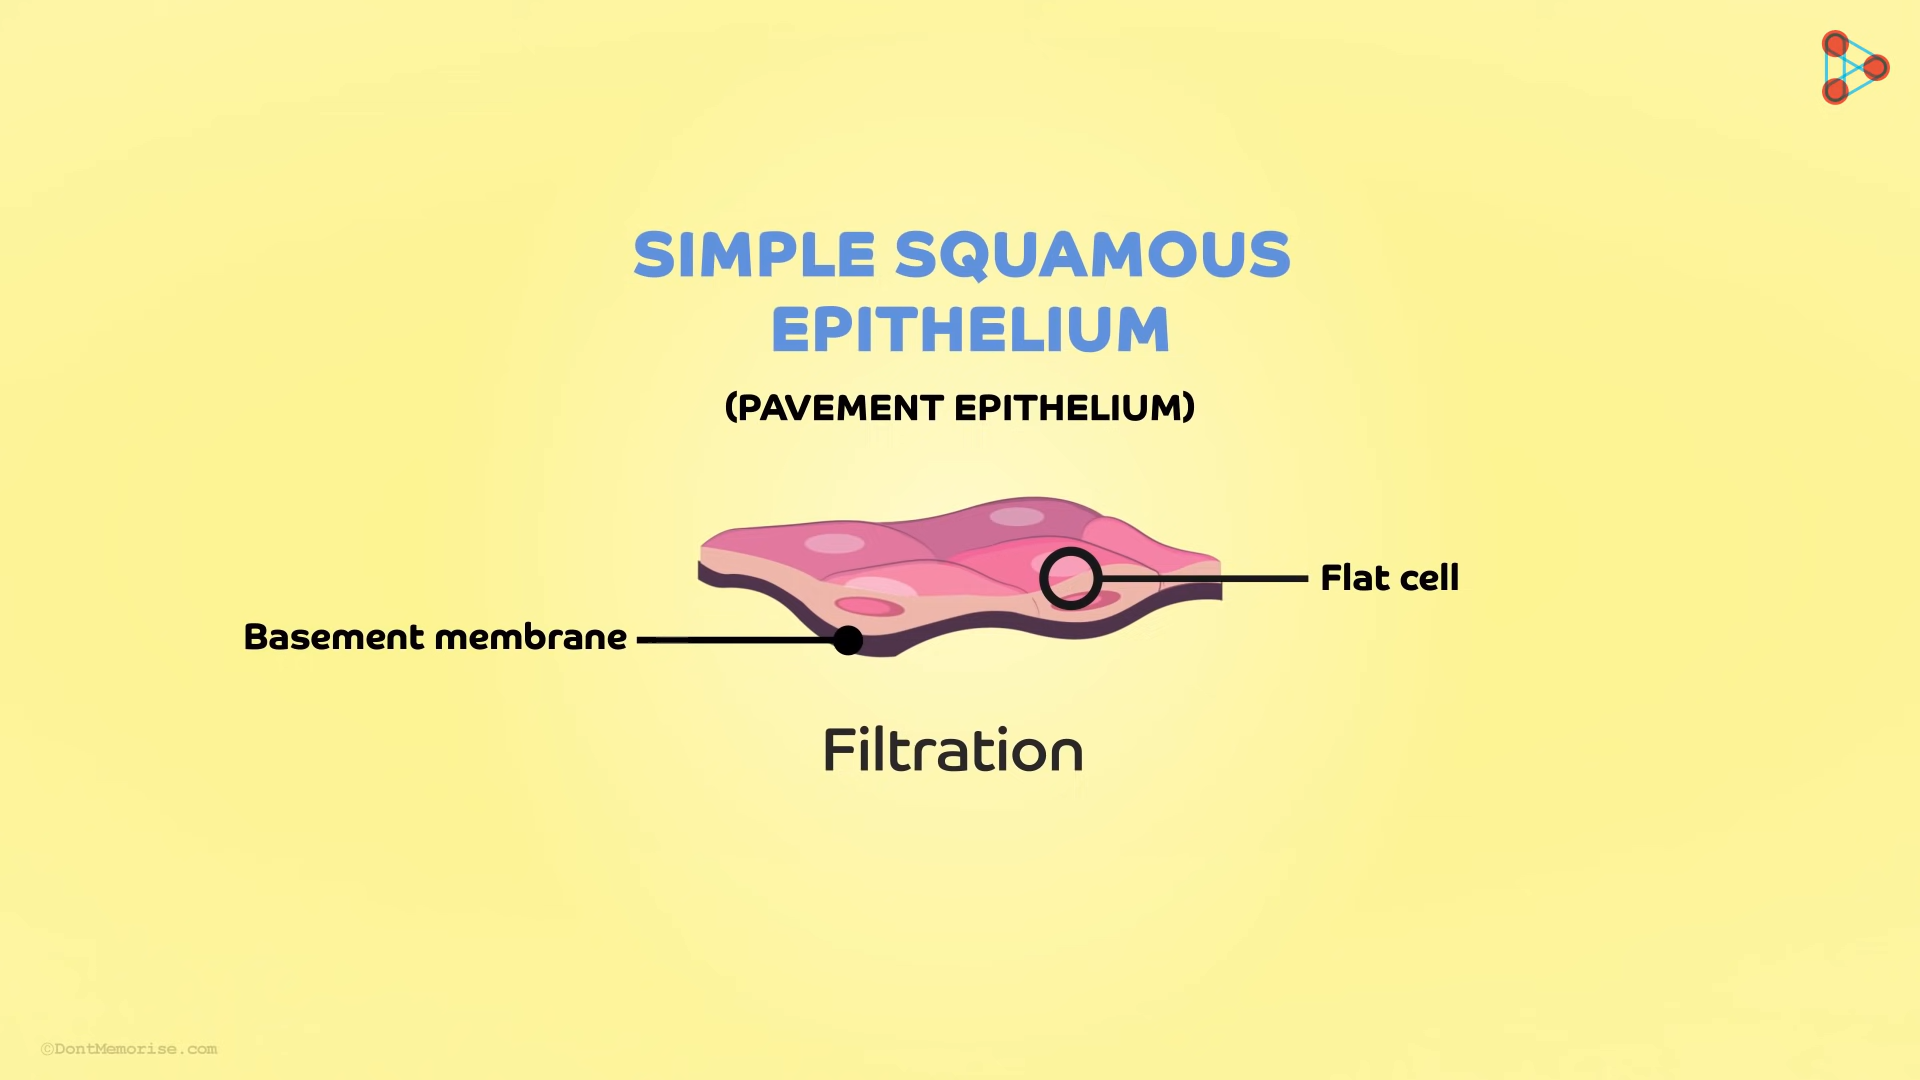 SIMPLE SQUAMOUS
EPITHELIUM
(PAVEMENT EPITHELIUM)
Flat cell
Basement membrane
Filtration
©DontMemorise.com